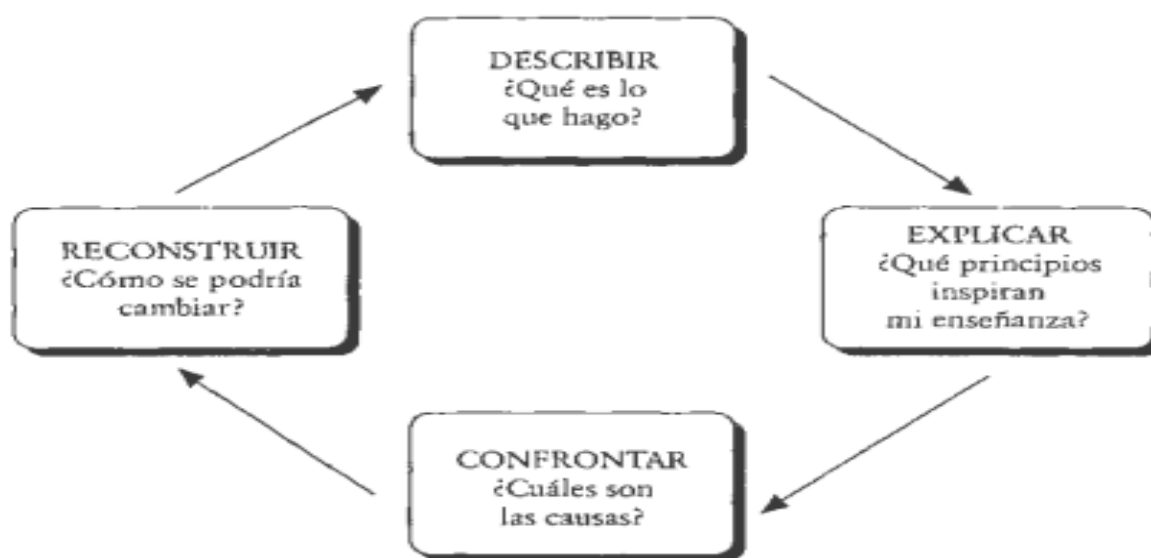 DESCRIBIR
¿Qué es lo
que hago?
EXPLICAR
¿Qué principios
inspiran
mi enseñanza?
CONFRONTAR
¿Cuáles son
las causas?
RECONSTRUIR
¿Cómo se podría
cambiar?